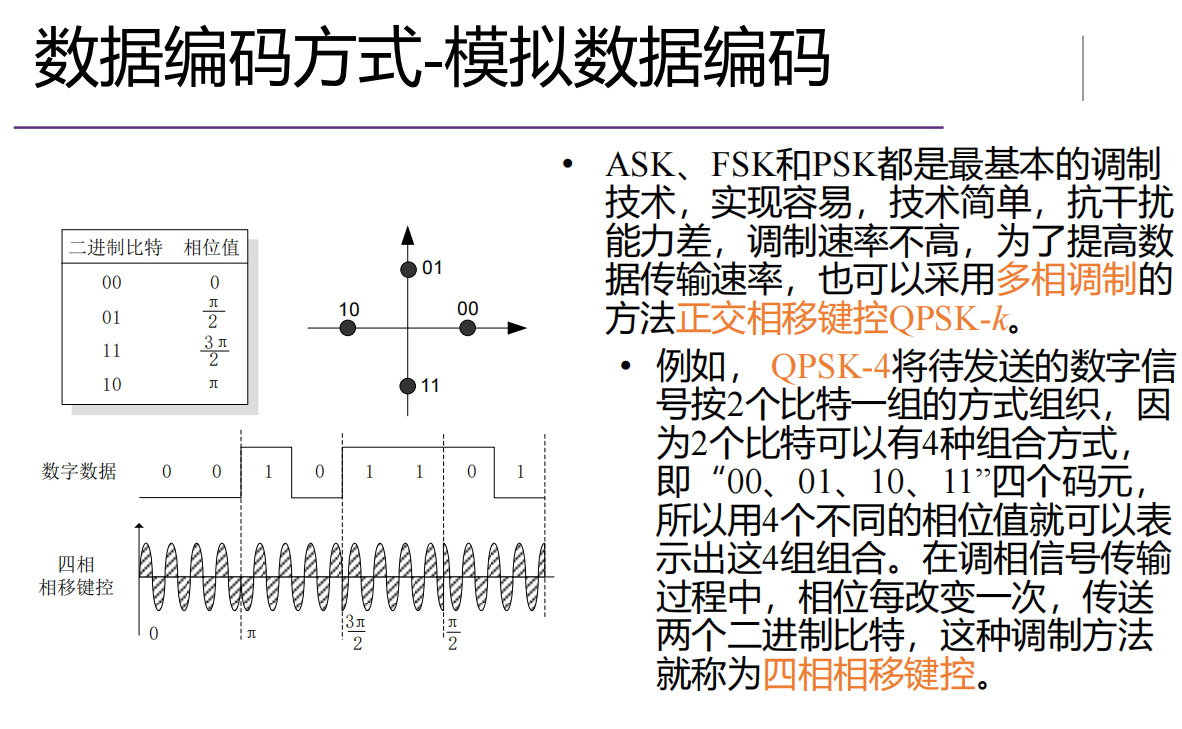 数据编码方式-模拟数据编码
• ASK、FSK和PSK都是最基本的调制
技术，实现容易，技术简单，抗干扰
能力差，调制速率不高，为了提高数
据传输速率，也可以采用多相调制的
方法正交相移键控QPSK-k。
• 例如， QPSK-4将待发送的数字信
号按2个比特一组的方式组织，因
为2个比特可以有4种组合方式，
即“00、01、10、11”四个码元，
所以用4个不同的相位值就可以表
示出这4组组合。在调相信号传输
过程中，相位每改变一次，传送
两个二进制比特，这种调制方法
就称为四相相移键控。
二进制比特 相位值
00 0
01 π/2
11 3π/2
10 π
01
10 00
11
数字数据 0 0 1 0 1 1 0 1
四相
相移键控
0 π 3π/2 π/2